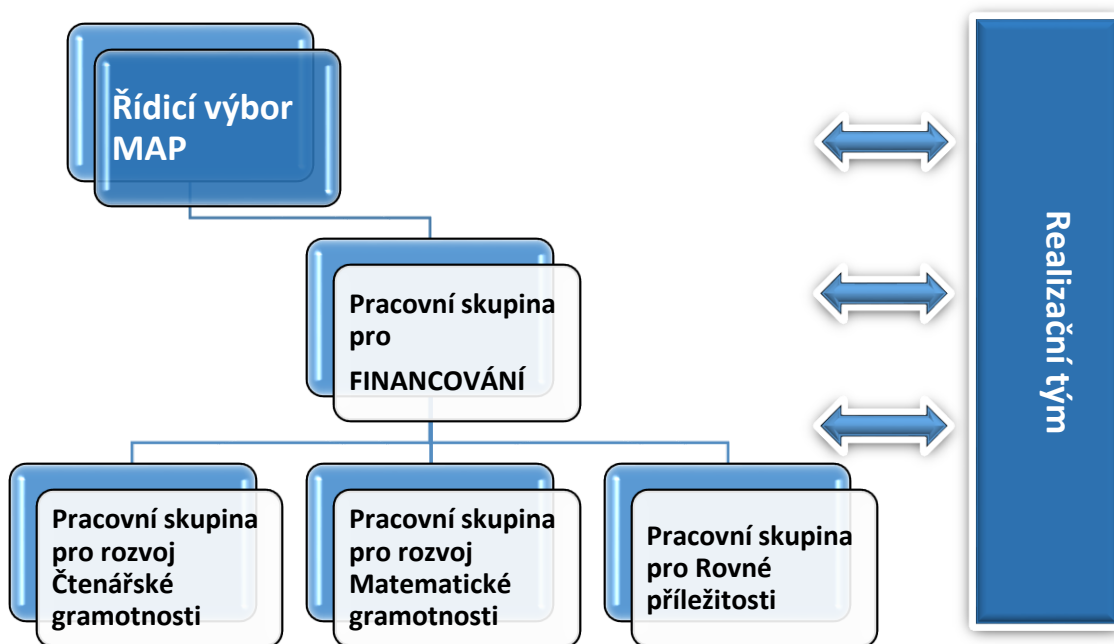 Řídicí výbor
MAP
Pracovní skupina
pro
FINANCOVÁNÍ
Pracovní skupina
pro rozvoj
Čtenářské
gramotnosti
Pracovní skupina
pro rozvoj
Matematické
gramotnosti
Pracovní skupina
pro Rovné
příležitosti
Realizační tým